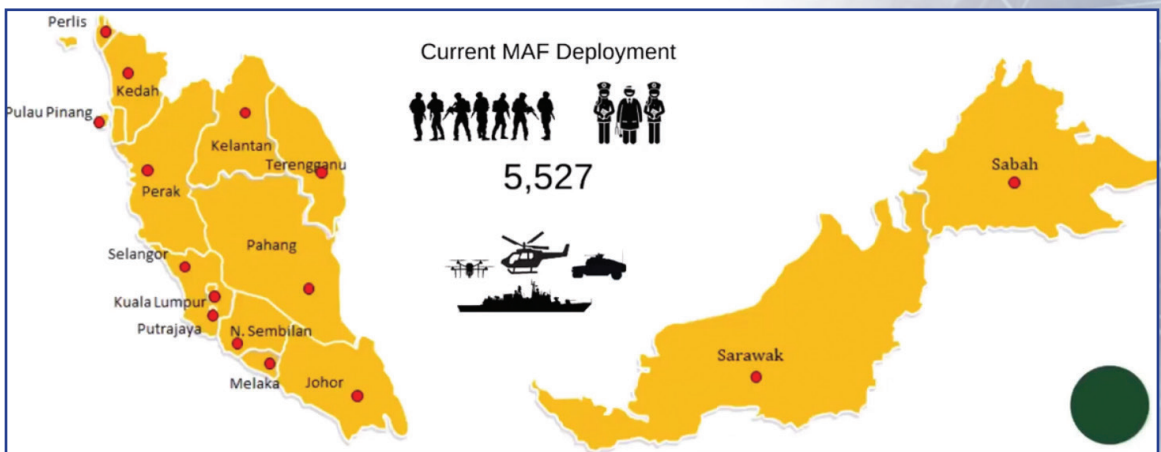 Perlis
Current MAF Deployment
Kedah
Pulau Pinang
Kelantan
Terengganu
Sabah
5,527
Perak
Pahang
Selangor
Kuala Lumpur
Putrajaya
N. Sembilan
Sarawak
Melaka
Johor